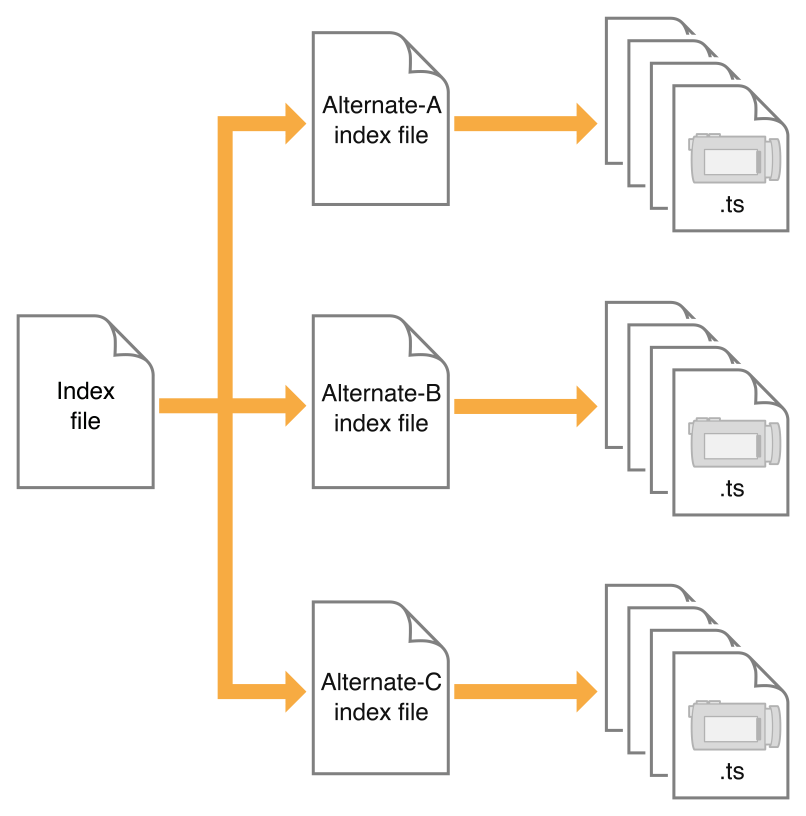 Alternate-A
index file
.ts
Index
file
Alternate-B
index file
.ts
Alternate-C
index file
.ts